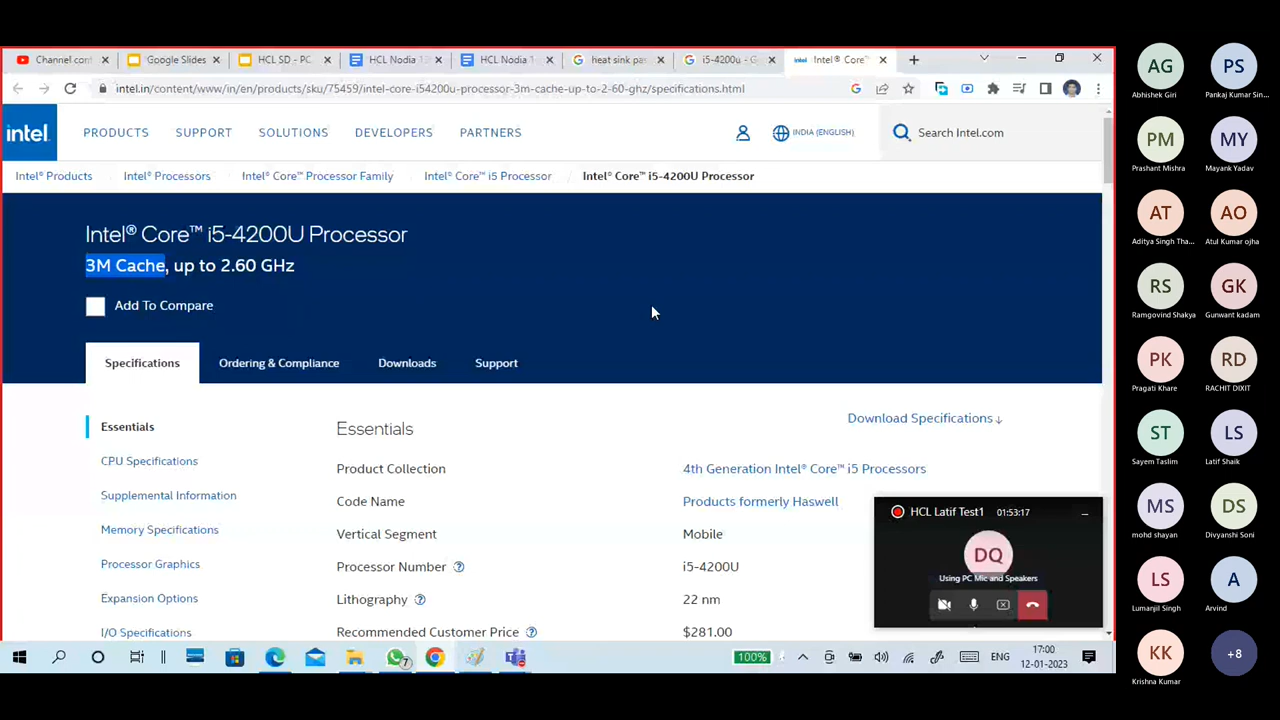 Channel con
Google Slides
HCL SD - PC
HCL Nodia 1
HCL Nodia 1
heat sink pa
i5-4200u - G
Intel® Core™
intel.in/content/www/in/en/products/sku/75459/intel-core-i54200u-processor-3m-cache-up-to-2-60-ghz/specifications.html
intel.
PRODUCTS
SUPPORT
SOLUTIONS
DEVELOPERS
PARTNERS
INDIA (ENGLISH)
Search Intel.com
Intel® Products
Intel® Processors
Intel® Core™ Processor Family
Intel® Core™ i5 Processor
/ Intel® Core™ i5-4200U Processor
Intel® Core™ i5-4200U Processor
3M Cache, up to 2.60 GHz
Add To Compare
Specifications
Ordering & Compliance
Downloads
Support
Download Specifications
Essentials
CPU Specifications
Supplemental Information
Memory Specifications
Processor Graphics
Expansion Options
I/O Specifications
Essentials
Product Collection 4th Generation Intel® Core™ i5 Processors
Code Name Products formerly Haswell
Vertical Segment Mobile
Processor Number i5-4200U
Lithography 22 nm
Recommended Customer Price $281.00
HCL Latif Test1 01:53:17
DQ
Using PC Mic and Speakers
7
100%
ENG
17:00
12-01-2023
AG
Abhishek Giri
PS
Pankaj Kumar Sin...
PM
Prashant Mishra
MY
Mayank Yadav
AT
Aditya Singh Tha...
AO
Atul Kumar ojha
RS
Ramgovind Shakya
GK
Gunwant kadam
PK
Pragati Khare
RD
RACHIT DIXIT
ST
Sayem Taslim
LS
Latif Shaik
MS
mohd shayan
DS
Divyanshi Soni
LS
Lumanjil Singh
A
Arvind
KK
Krishna Kumar
+8